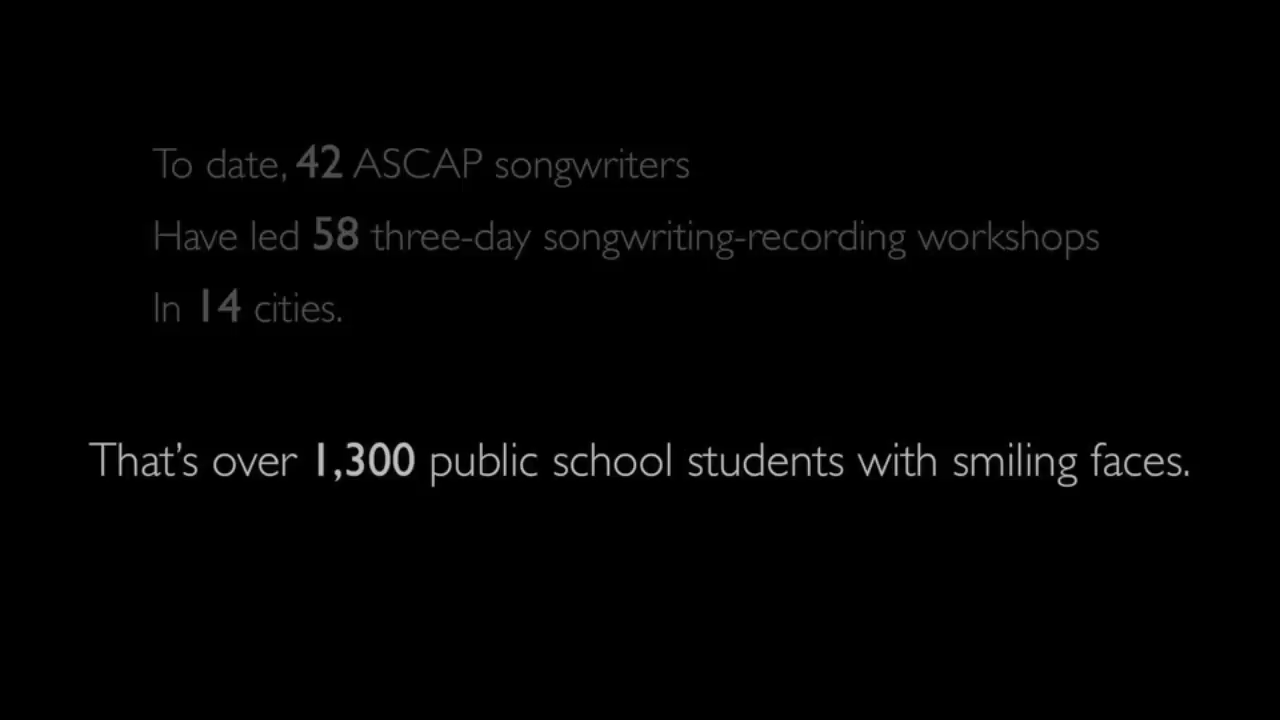 To date, 42 ASCAP songwriters
Have led 58 three-day songwriting-recording workshops
In 14 cities.
That's over 1,300 public school students with smiling faces.